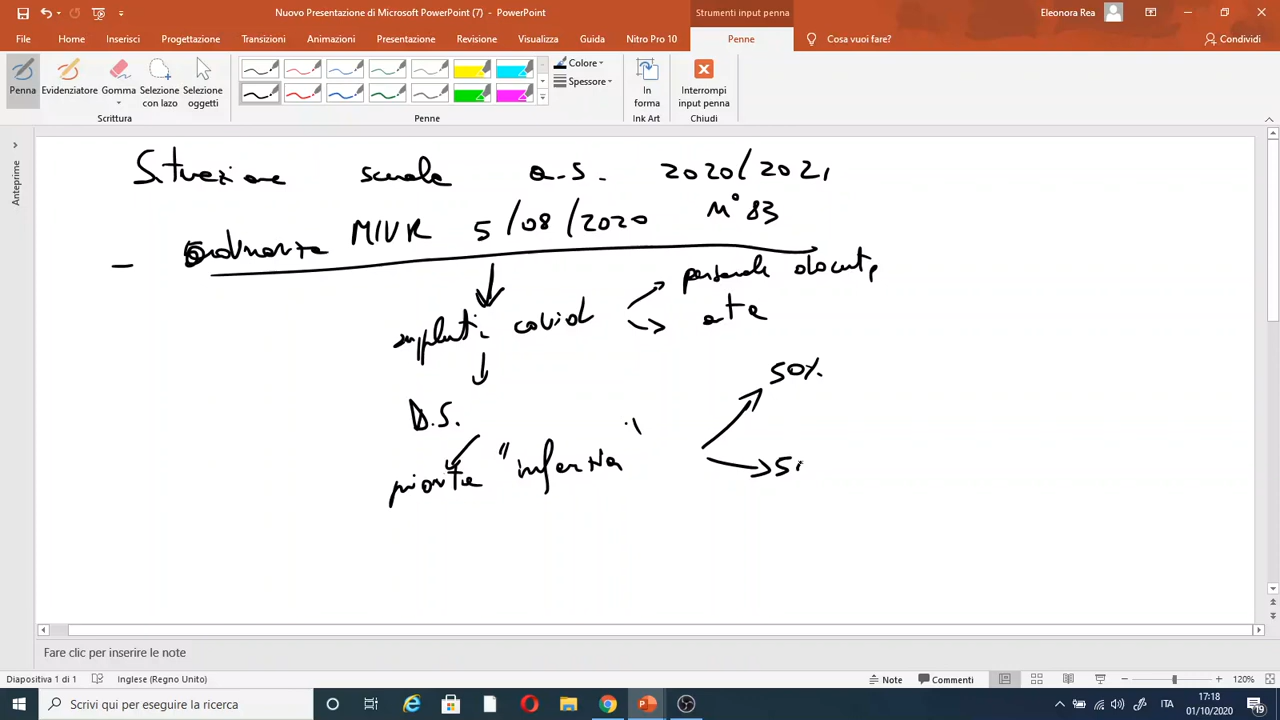 Nuovo Presentazione di Microsoft PowerPoint (7) - PowerPoint
Strumenti input penna
Eleonora Rea
File Home Inserisci Progettazione Transizioni Animazioni Presentazione Revisione Visualizza Guida Nitro Pro 10 Penne Cosa vuoi fare? Condividi
Penna Evidenziatore Gomma Selezione con lazo Selezione oggetti
Colore
Spessore
In forma
Interrompi input penna
Scrittura Penne Ink Art Chiudi
Anteprime
Situazione scuola a.s. 2020/2021
- Ordinanza MIUR 5/08/2020 N° 83
personale docente,
supplenti covid ata
50%
D.S.
priorità "infanzia"
Fare clic per inserire le note
Diapositiva 1 di 1 Inglese (Regno Unito) Note Commenti 120%
Scrivi qui per eseguire la ricerca
ITA
17:18
01/10/2020